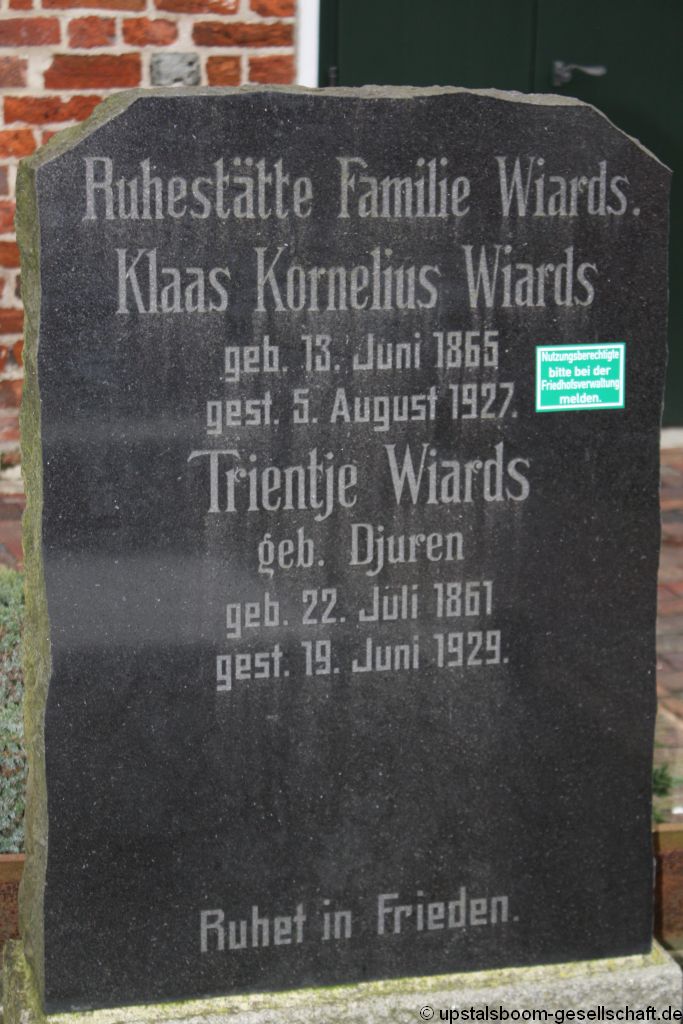 Ruhestätte Familie Wiards.
Klaas Kornelius Wiards
geb. 13. Juni 1865
gest. 5. August 1927.
Nutzungsberechtigte
bitte bei der
Friedhofsverwaltung
melden.
Trientje Wiards
geb. Djuren
geb. 22. Juli 1861
gest. 19. Juni 1929.
Ruhet in Frieden.
© upstalsboom-gesellschaft.de